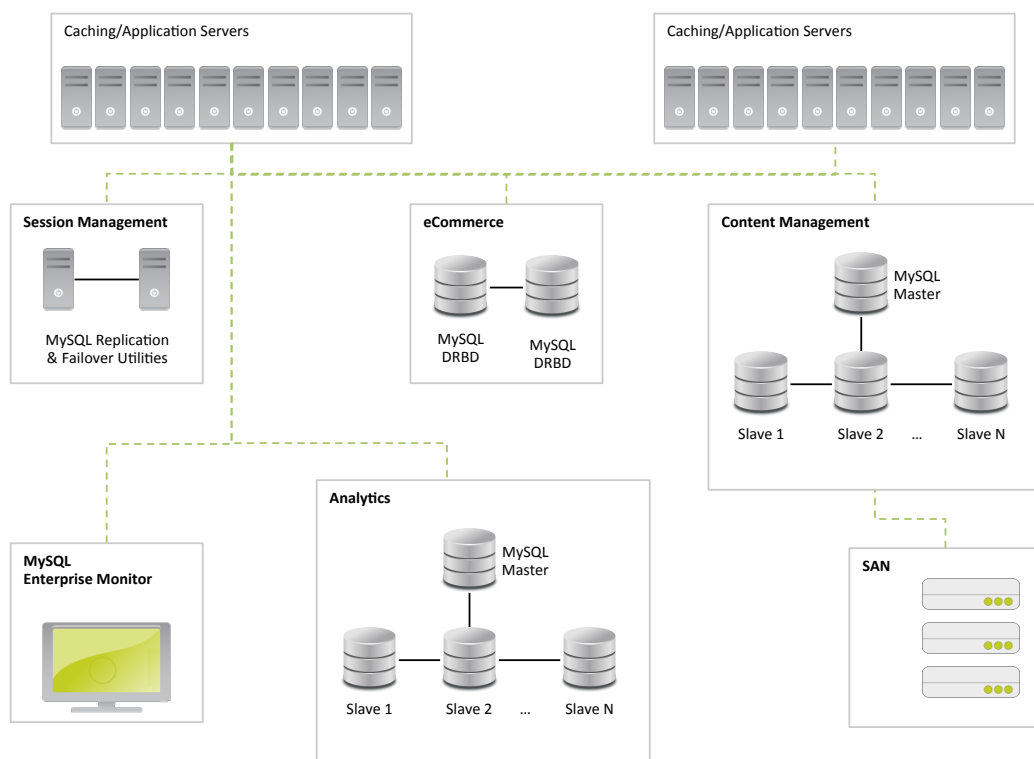 Caching/Application Servers
Caching/Application Servers
Session Management
MySQL Replication
& Failover Utilities
eCommerce
MySQL
DRBD
MySQL
DRBD
Content Management
MySQL
Master
Slave 1
Slave 2
...
Slave N
MySQL
Enterprise Monitor
Analytics
MySQL
Master
Slave 1
Slave 2
...
Slave N
SAN